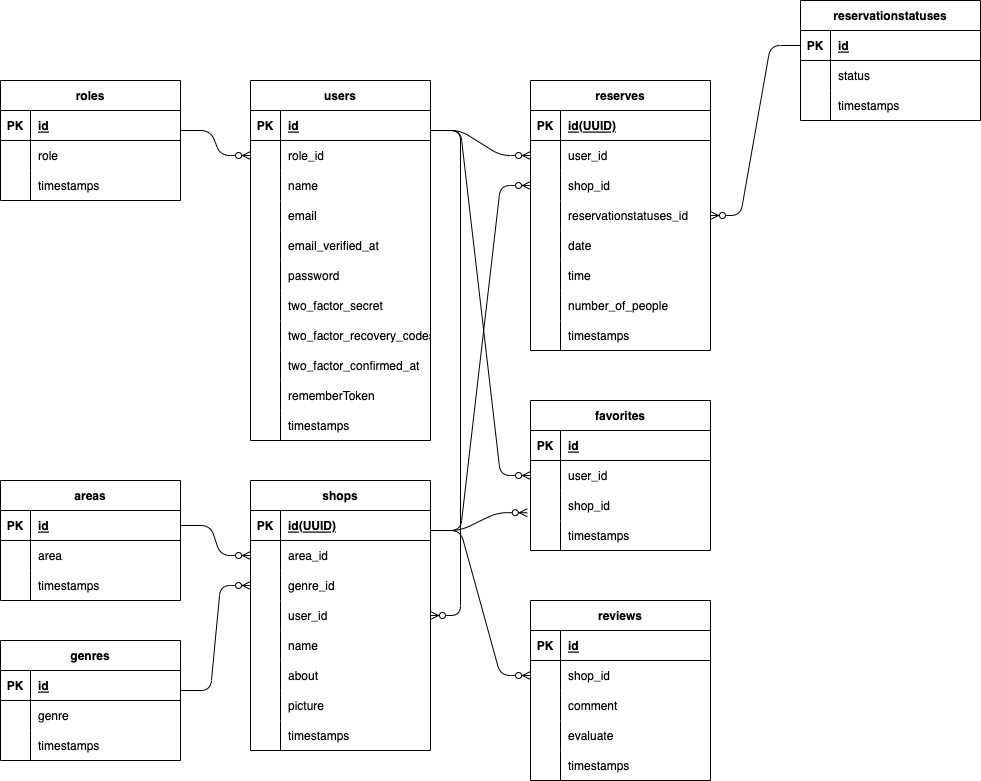 reservationstatuses
PK id
status
timestamps
roles
PK id
role
timestamps
users
PK id
role_id
name
email
email_verified_at
password
two_factor_secret
two_factor_recovery_codes
two_factor_confirmed_at
rememberToken
timestamps
reserves
PK id(UUID)
user_id
shop_id
reservationstatuses_id
date
time
number_of_people
timestamps
favorites
PK id
user_id
shop_id
timestamps
areas
PK id
area
timestamps
shops
PK id(UUID)
area_id
genre_id
user_id
name
about
picture
timestamps
genres
PK id
genre
timestamps
reviews
PK id
shop_id
comment
evaluate
timestamps